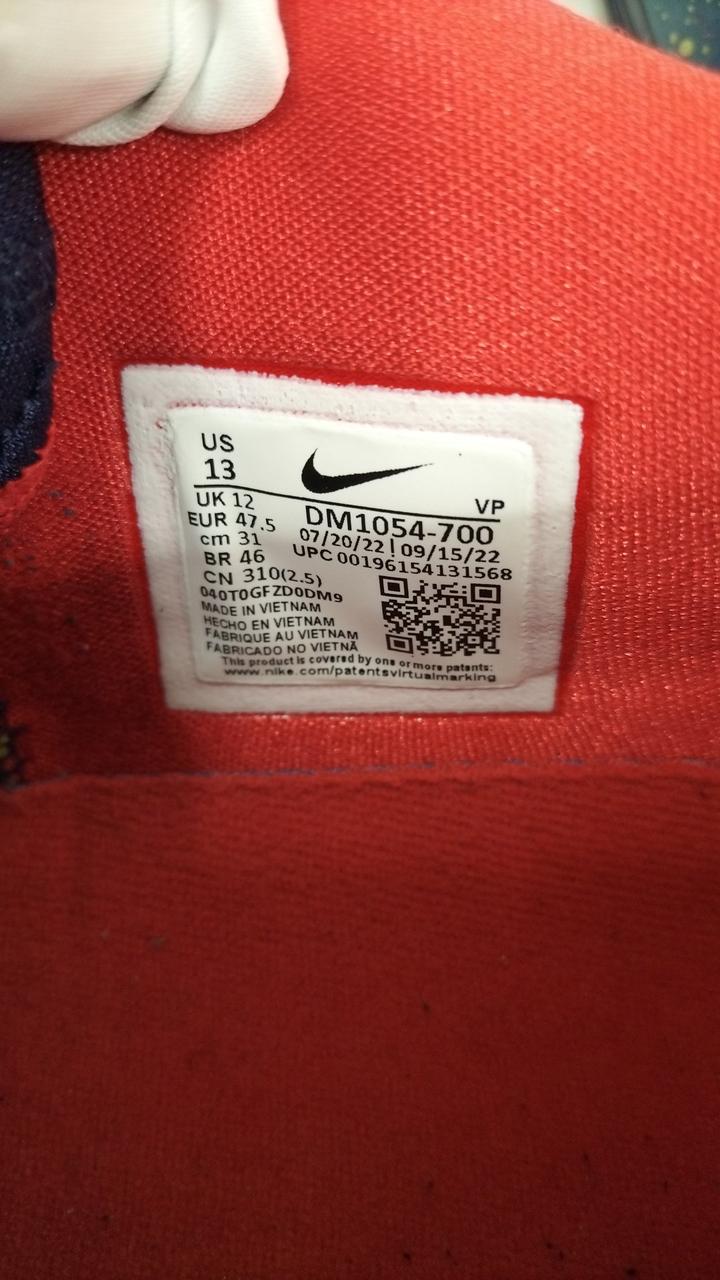 US
13
UK 12
EUR 47.5
cm 31
BR 46
CN 310(2.5)
VP
DM1054-700
07/20/22 | 09/15/22
UPC 00196154131568
040T0GFZD0DM9
MADE IN VIETNAM
HECHO EN VIETNAM
FABRIQUE AU VIETNAM
FABRICADO NO VIETNÃ
This product is covered by one or more patents:
www.nike.com/patentsvirtualmarking